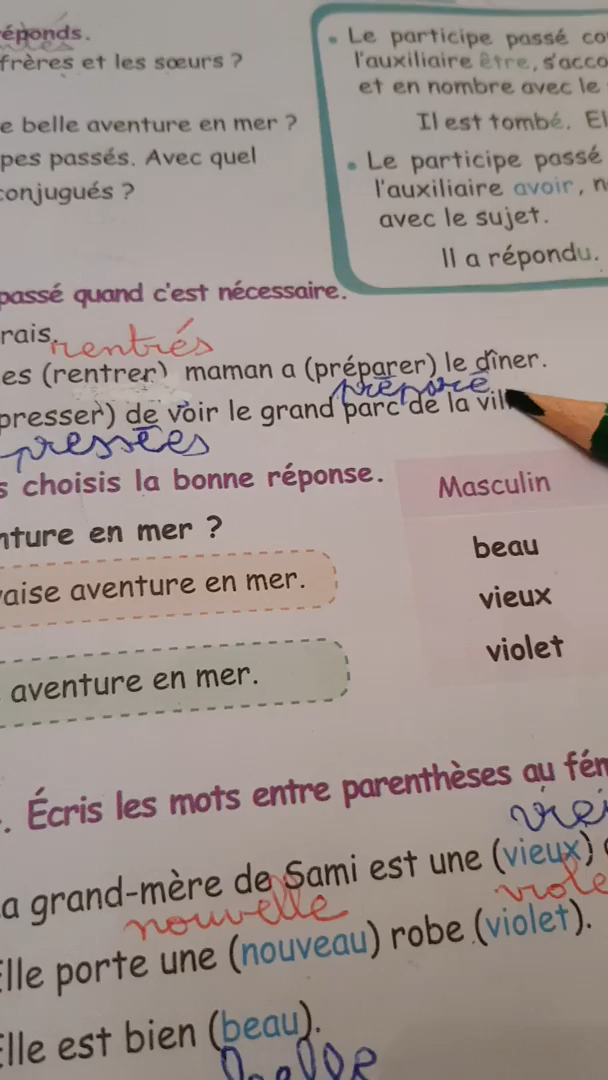 éponds.
frères et les sœurs ?
e belle aventure en mer ?
pes passés. Avec quel
conjugués ?
• Le participe passé co
l'auxiliaire être, s'acco
et en nombre avec le
Il est tombé. El
• Le participe passé
l'auxiliaire avoir, n
avec le sujet.
Il a répondu.
passé quand c'est nécessaire.
rais.
rentrés
es (rentrer) maman a (préparer) le dîner.
préparé
presser) de voir le grand parc de la vil
pressées
s choisis la bonne réponse.
nture en mer ?
aise aventure en mer.
aventure en mer.
Masculin
beau
vieux
violet
. Écris les mots entre parenthèses au fém
a grand-mère de Sami est une (vieux)
nouvelle viole
Elle porte une (nouveau) robe (violet).
Elle est bien (beau).
belle